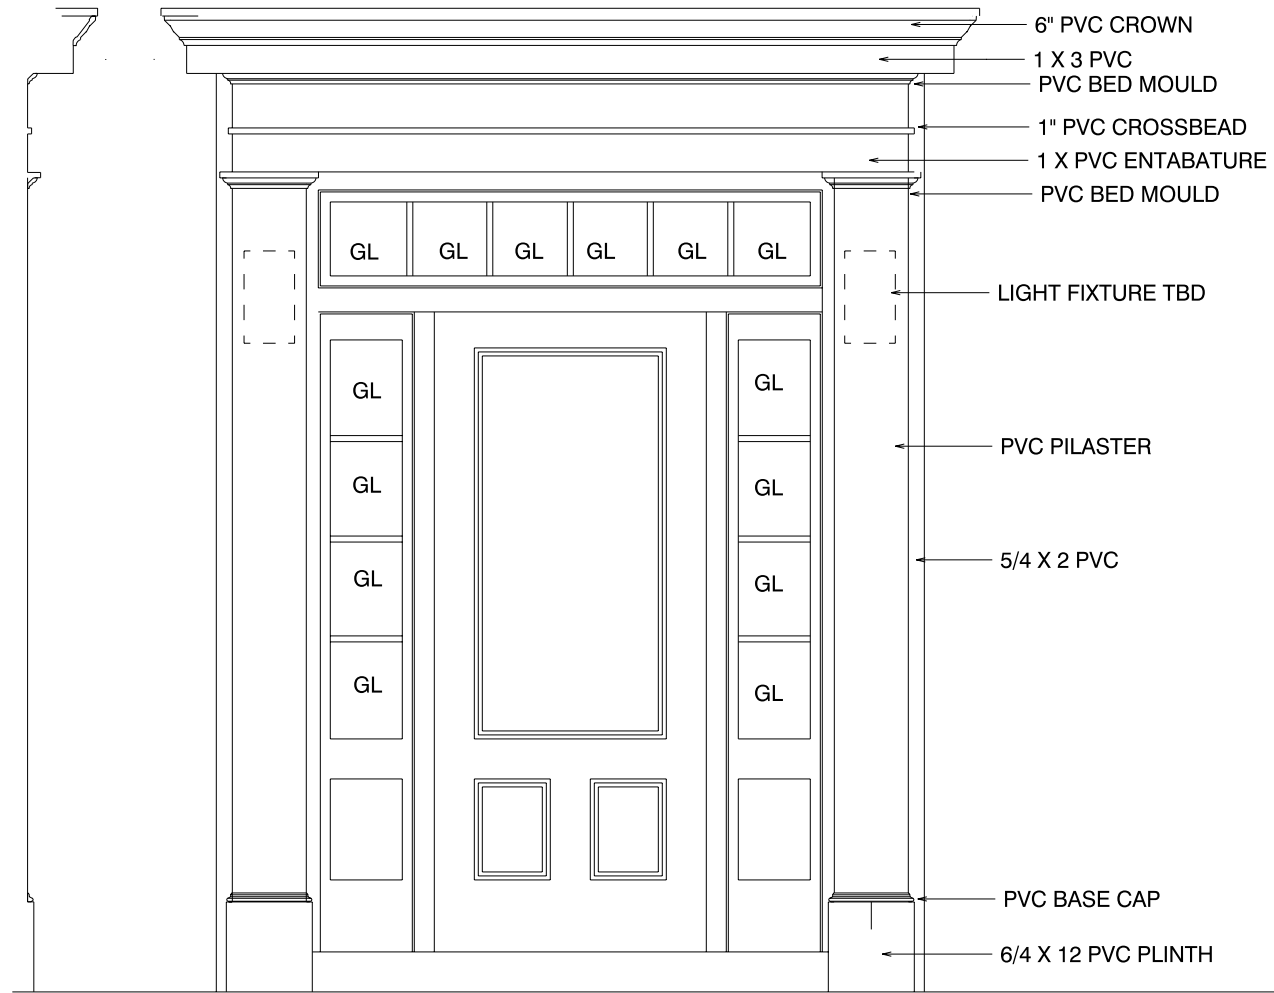 6" PVC CROWN
1 X 3 PVC
PVC BED MOULD
1" PVC CROSSBEAD
1 X PVC ENTABATURE
PVC BED MOULD
GL GL GL GL GL GL
LIGHT FIXTURE TBD
GL GL
PVC PILASTER
GL GL
5/4 X 2 PVC
GL GL
GL GL
PVC BASE CAP
6/4 X 12 PVC PLINTH